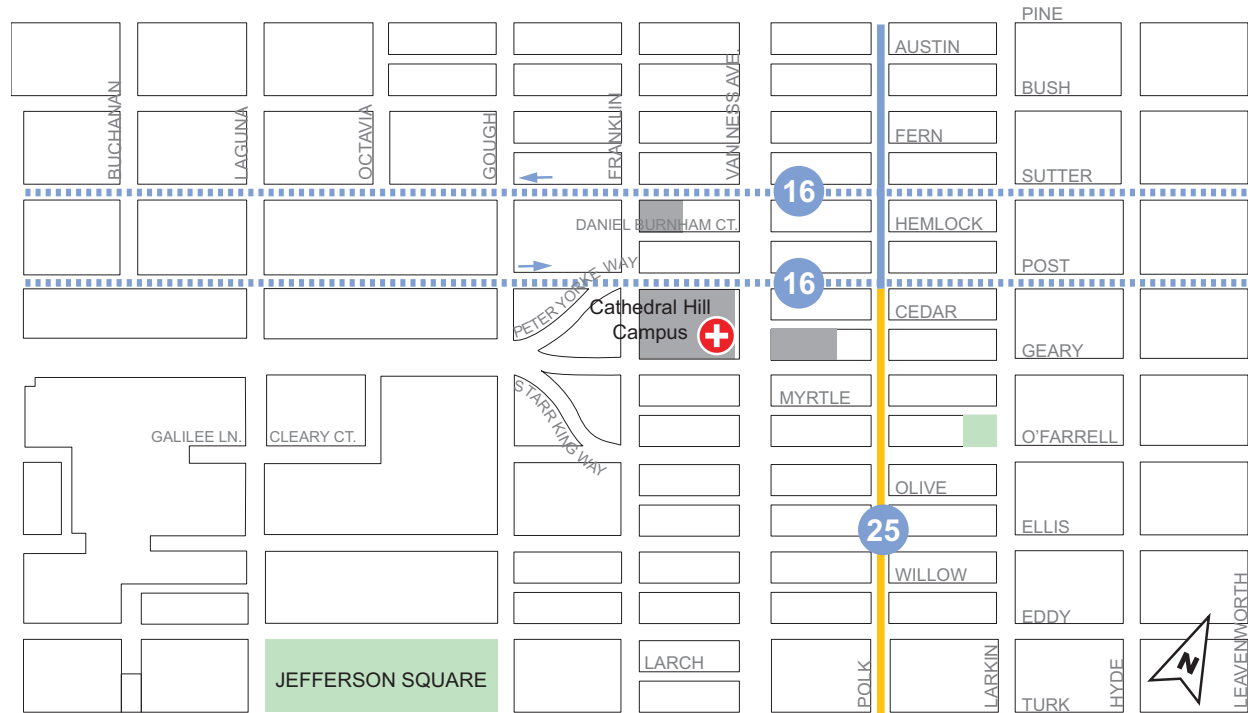 PINE
AUSTIN
BUSH
BUCHANAN
LAGUNA
OCTAVIA
GOUGH
FRANKLIN
VAN NESS AVE.
FERN
SUTTER
16
DANIEL BURNHAM CT.
HEMLOCK
POST
16
PETER YORKE WAY
Cathedral Hill
Campus
CEDAR
GEARY
STARR KING WAY
MYRTLE
GALILEE LN.
CLEARY CT.
O'FARRELL
OLIVE
25
ELLIS
WILLOW
EDDY
JEFFERSON SQUARE
LARCH
POLK
LARKIN
HYDE
LEAVENWORTH
N
TURK